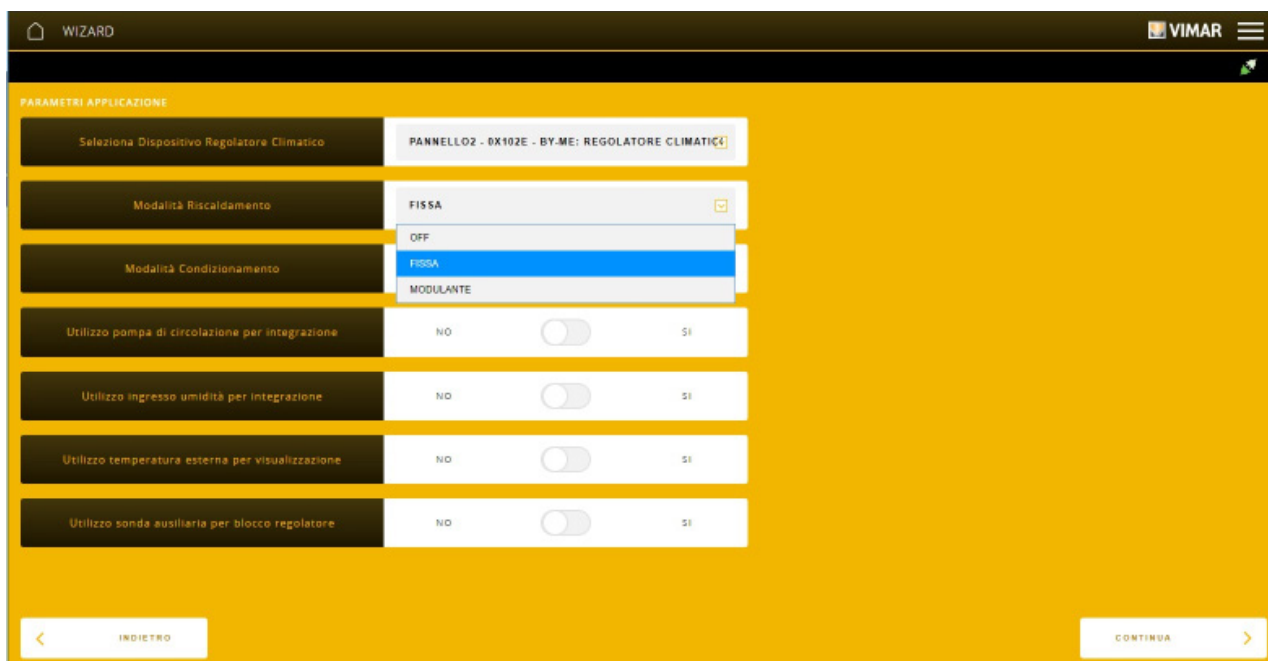 WIZARD
VIMAR
PARAMETRI APPLICAZIONE
Seleziona Dispositivo Regolatore Climatico
PANNELLO2 - 0X102E - BY-ME: REGOLATORE CLIMATIC
Modalità Riscaldamento
FISSA
OFF
FISSA
MODULANTE
Modalità Condizionamento
Utilizzo pompa di circolazione per integrazione
NO
SI
Utilizzo ingresso umidità per integrazione
NO
SI
Utilizzo temperatura esterna per visualizzazione
NO
SI
Utilizzo sonda ausiliaria per blocco regolatore
NO
SI
INDIETRO
CONTINUA